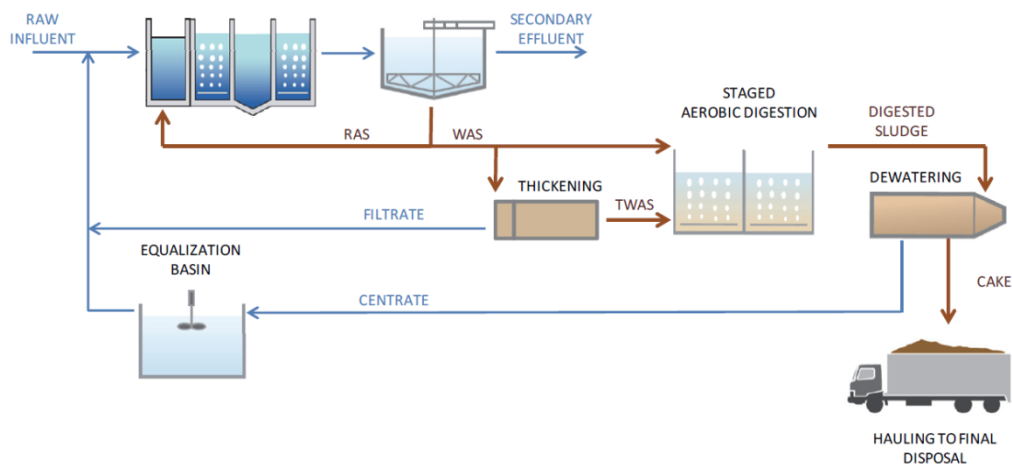 RAW
INFLUENT
SECONDARY
EFFLUENT
STAGED
AEROBIC DIGESTION
DIGESTED
SLUDGE
RAS
WAS
DEWATERING
THICKENING
TWAS
FILTRATE
EQUALIZATION
BASIN
CENTRATE
CAKE
HAULING TO FINAL
DISPOSAL